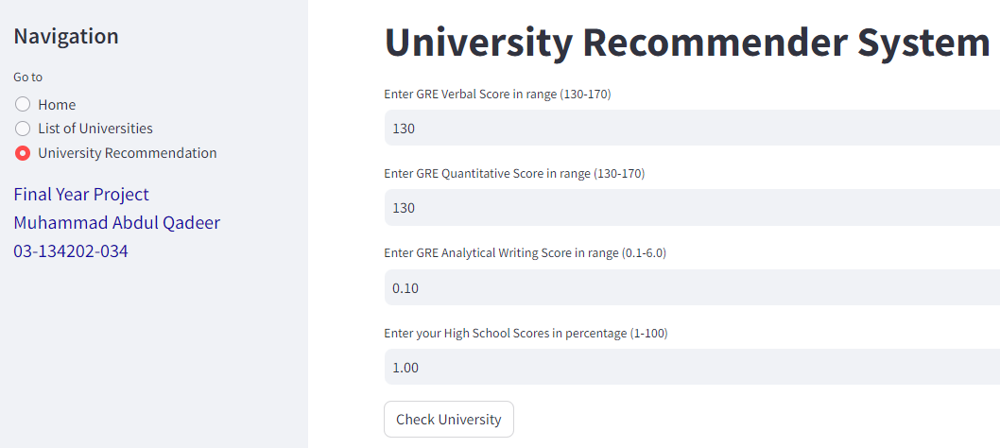 Navigation
Go to
Home
List of Universities
University Recommendation
Final Year Project
Muhammad Abdul Qadeer
03-134202-034
University Recommender System
Enter GRE Verbal Score in range (130-170)
130
Enter GRE Quantitative Score in range (130-170)
130
Enter GRE Analytical Writing Score in range (0.1-6.0)
0.10
Enter your High School Scores in percentage (1-100)
1.00
Check University